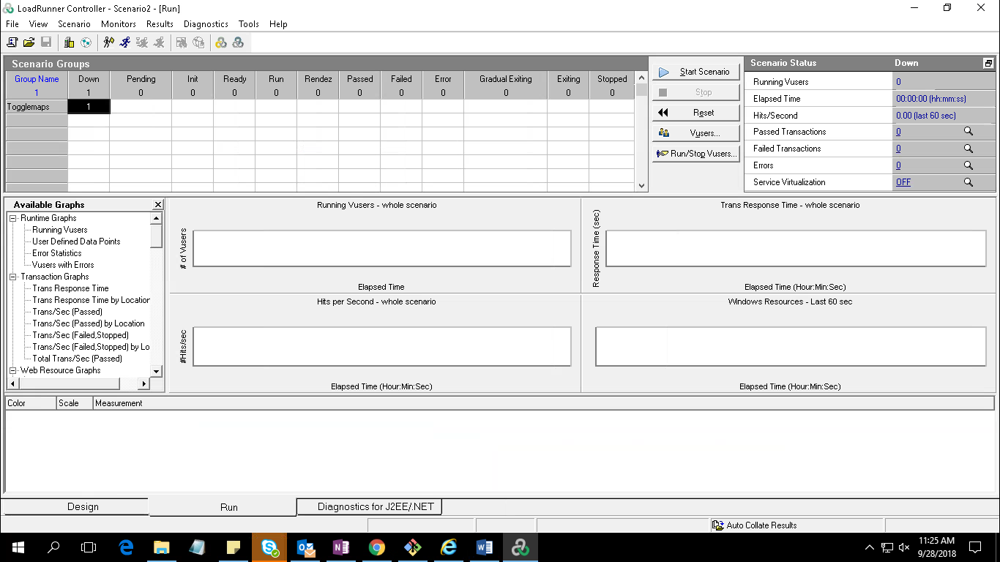 LoadRunner Controller - Scenario2 - [Run]
File View Scenario Monitors Results Diagnostics Tools Help
Scenario Groups
Group Name Down Pending Init Ready Run Rendez Passed Failed Error Gradual Exiting Exiting Stopped
1 1 0 0 0 0 0 0 0 0 0 0 0
Togglemaps 1
Start Scenario
Stop
Reset
Vusers...
Run/Stop Vusers...
Scenario Status Down
Running Vusers 0
Elapsed Time 00:00:00 (hh:mm:ss)
Hits/Second 0.00 (last 60 sec)
Passed Transactions 0
Failed Transactions 0
Errors 0
Service Virtualization OFF
Available Graphs
Runtime Graphs
Running Vusers
User Defined Data Points
Error Statistics
Vusers with Errors
Transaction Graphs
Trans Response Time
Trans Response Time by Location
Trans/Sec (Passed)
Trans/Sec (Passed) by Location
Trans/Sec (Failed,Stopped)
Trans/Sec (Failed,Stopped) by Lo
Total Trans/Sec (Passed)
Web Resource Graphs
Running Vusers - whole scenario
# of Vusers
Elapsed Time
Trans Response Time - whole scenario
Response Time (sec)
Elapsed Time (Hour:Min:Sec)
Hits per Second - whole scenario
#Hits/sec
Elapsed Time (Hour:Min:Sec)
Windows Resources - Last 60 sec
Elapsed Time (Hour:Min:Sec)
Color Scale Measurement
Design Run Diagnostics for J2EE/.NET
Auto Collate Results
11:25 AM
9/28/2018